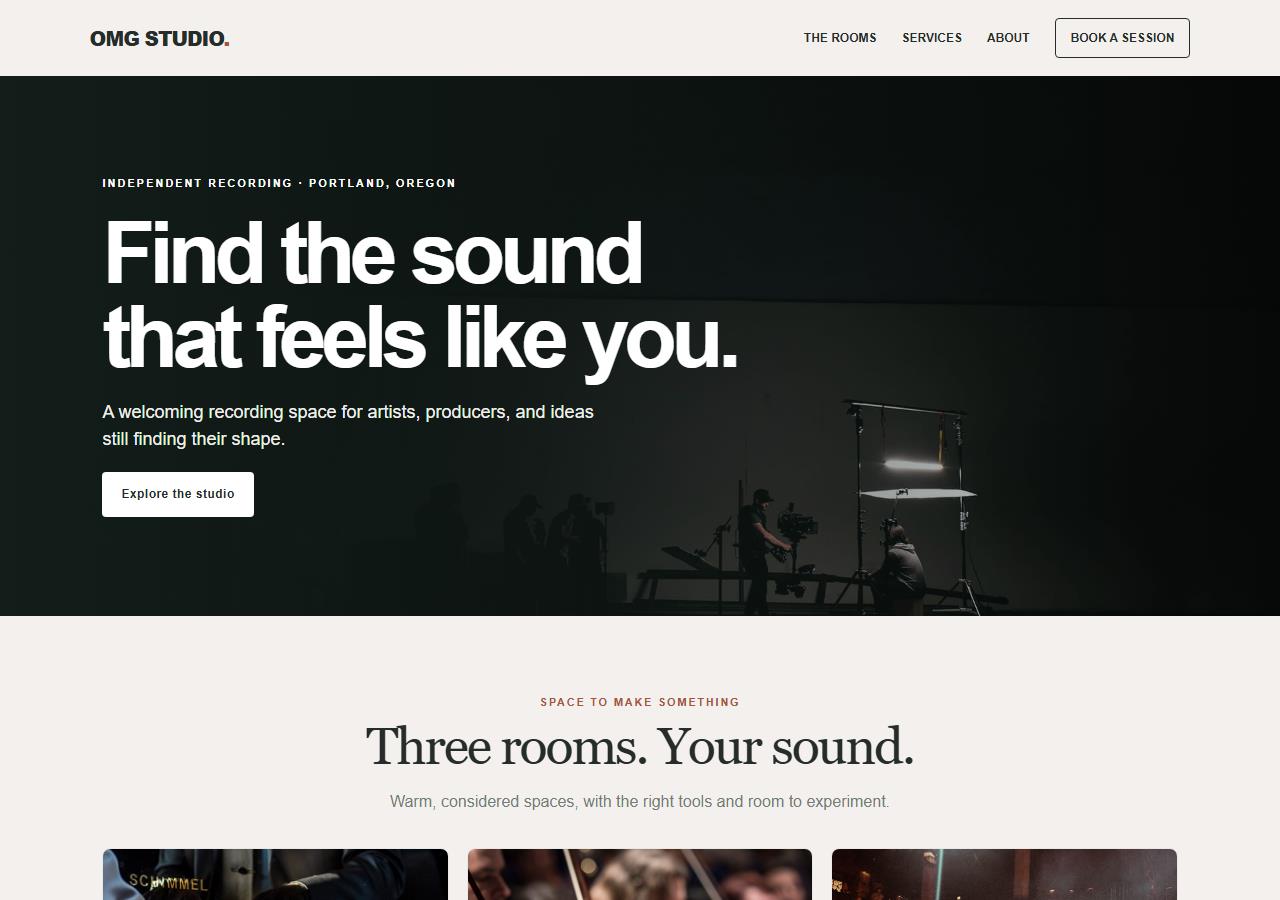 OMG STUDIO.
THE ROOMS
SERVICES
ABOUT
BOOK A SESSION
INDEPENDENT RECORDING · PORTLAND, OREGON
Find the sound
that feels like you.
A welcoming recording space for artists, producers, and ideas
still finding their shape.
Explore the studio
SPACE TO MAKE SOMETHING
Three rooms. Your sound.
Warm, considered spaces, with the right tools and room to experiment.
SCHIMMEL